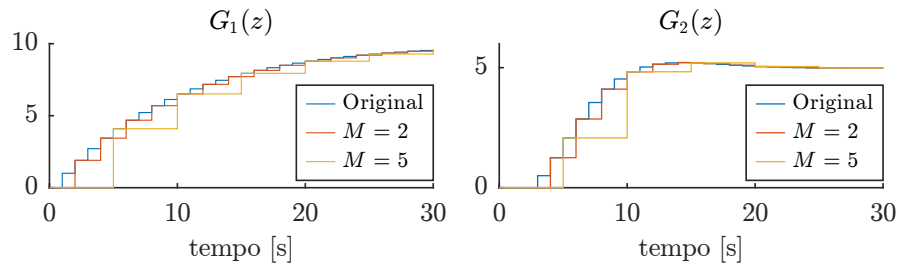 G₁(z)
10
5
0
Original
M = 2
M = 5
0 10 20 30
tempo [s]
G₂(z)
5
0
Original
M = 2
M = 5
0 10 20 30
tempo [s]